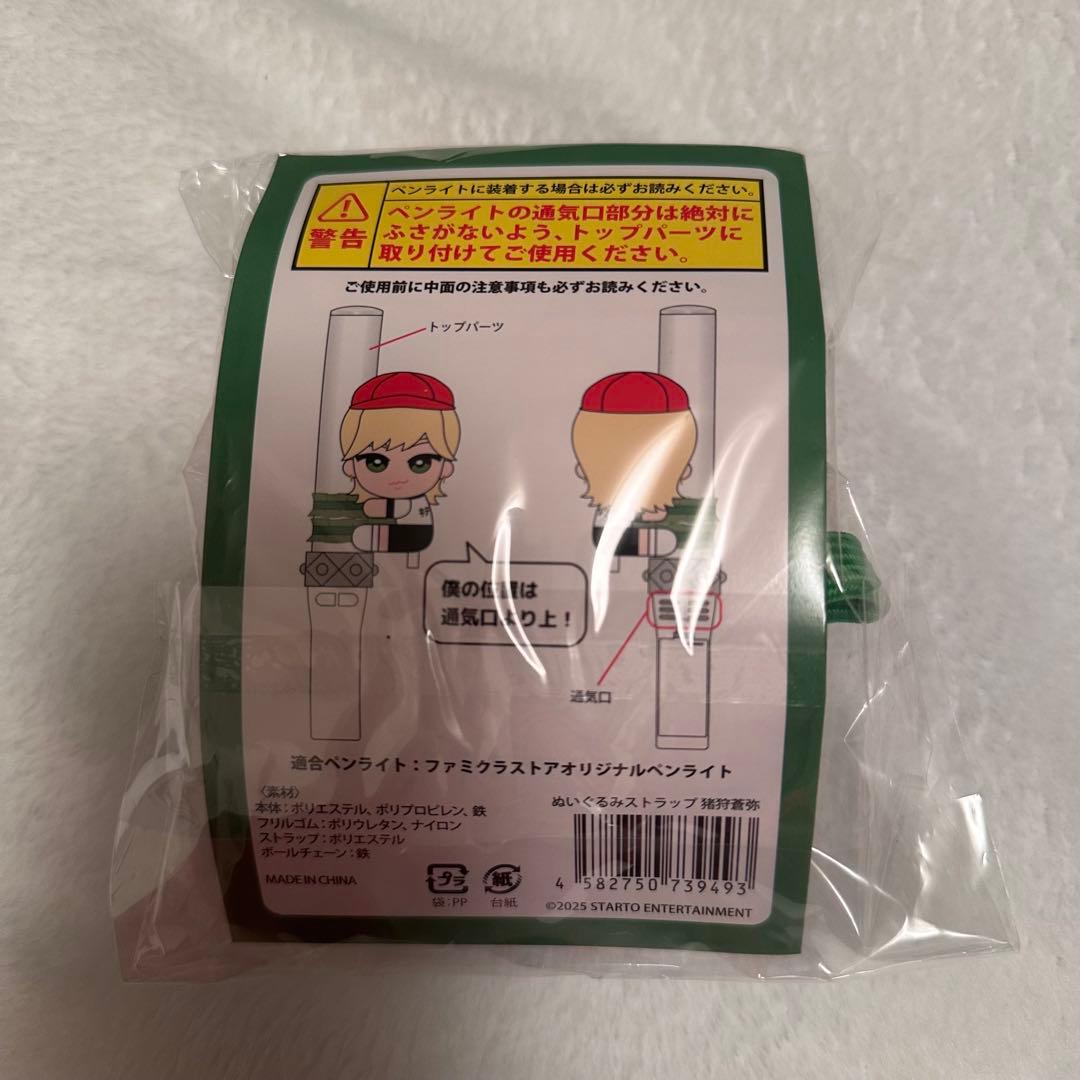 ペンライトに装着する場合は必ずお読みください。
警告
ペンライトの通気口部分は絶対に
ふさがないよう、トップパーツに
取り付けてご使用ください。
ご使用前に中面の注意事項も必ずお読みください。
トップパーツ
僕の位置は
通気口より上！
通気口
適合ペンライト：ファミクラストアオリジナルペンライト
〈素材〉
本体：ポリエステル、ポリプロピレン、鉄
フリルゴム：ポリウレタン、ナイロン
ストラップ：ポリエステル
ボールチェーン：鉄
MADE IN CHINA
プラ
袋：PP
紙
台紙
ぬいぐるみストラップ 猪狩蒼弥
4 582750 739493
©2025 STARTO ENTERTAINMENT